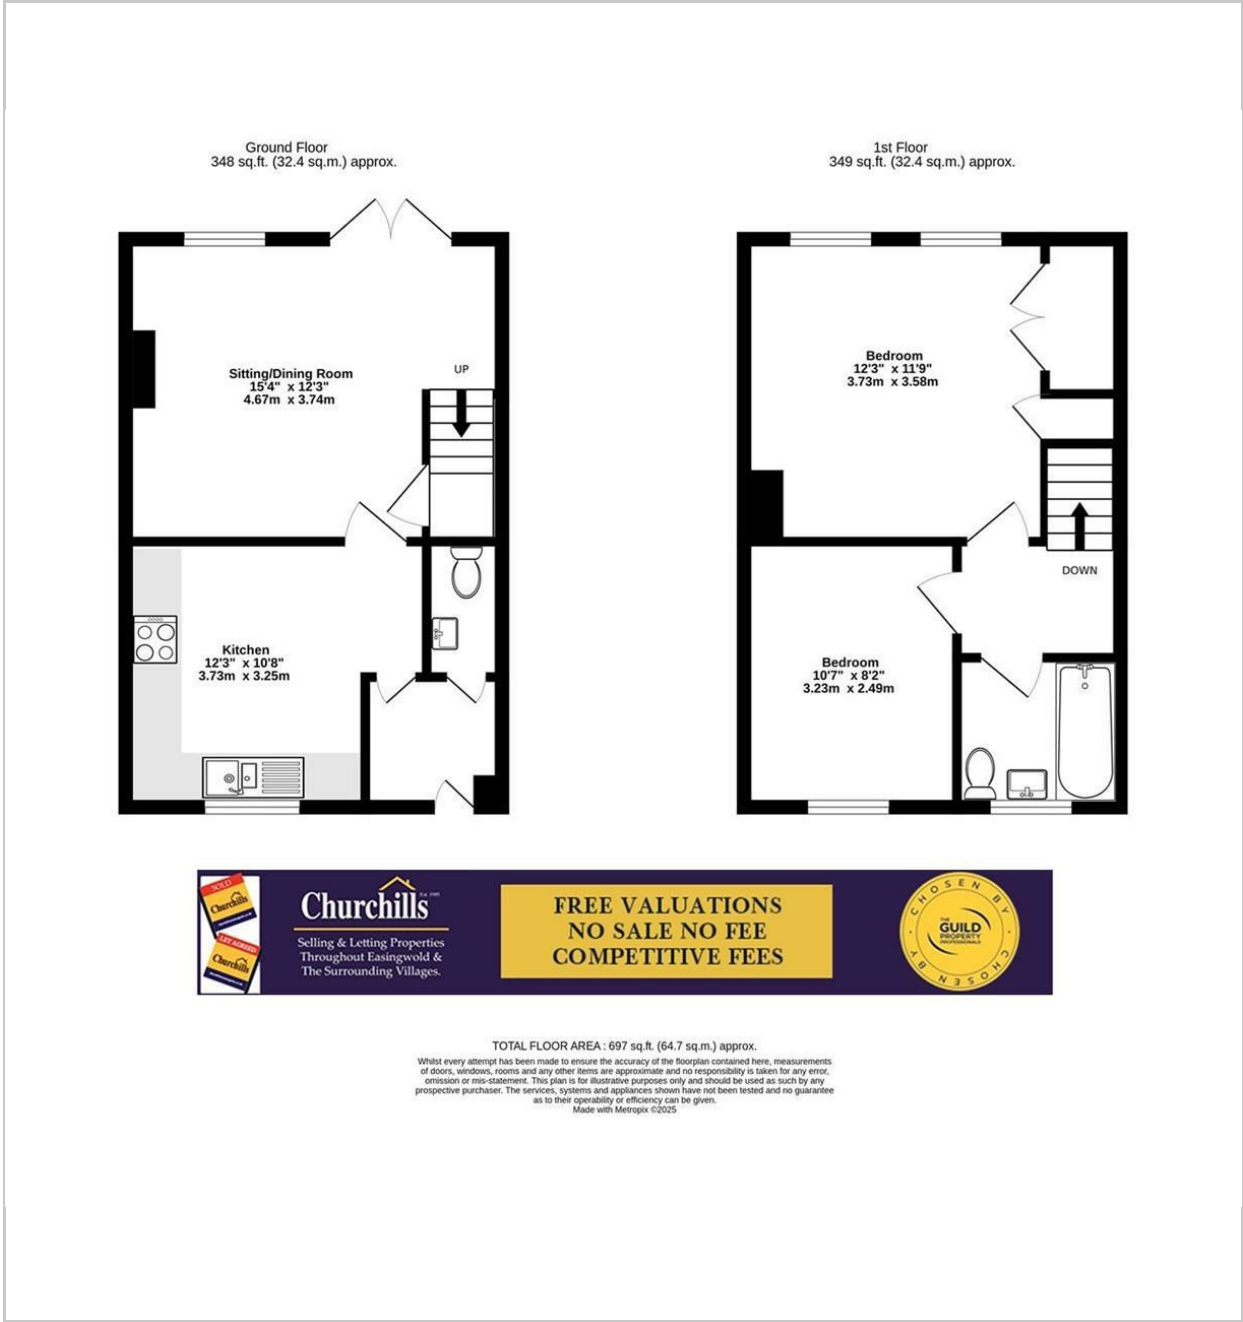 Ground Floor
348 sq.ft. (32.4 sq.m.) approx.
1st Floor
349 sq.ft. (32.4 sq.m.) approx.
Sitting/Dining Room
15'4" x 12'3"
4.67m x 3.74m
UP
Kitchen
12'3" x 10'8"
3.73m x 3.25m
Bedroom
12'3" x 11'9"
3.73m x 3.58m
DOWN
Bedroom
10'7" x 8'2"
3.23m x 2.49m
SOLD
Churchills
LET AGREED
Churchills
Churchills
Est. 1985
Selling & Letting Properties
Throughout Easingwold &
The Surrounding Villages.
FREE VALUATIONS
NO SALE NO FEE
COMPETITIVE FEES
CHOSEN BY
CHOSEN BY
THE
GUILD
PROPERTY
PROFESSIONALS
TOTAL FLOOR AREA : 697 sq.ft. (64.7 sq.m.) approx.
Whilst every attempt has been made to ensure the accuracy of the floorplan contained here, measurements
of doors, windows, rooms and any other items are approximate and no responsibility is taken for any error,
omission or mis-statement. This plan is for illustrative purposes only and should be used as such by any
prospective purchaser. The services, systems and appliances shown have not been tested and no guarantee
as to their operability or efficiency can be given.
Made with Metropix ©2025